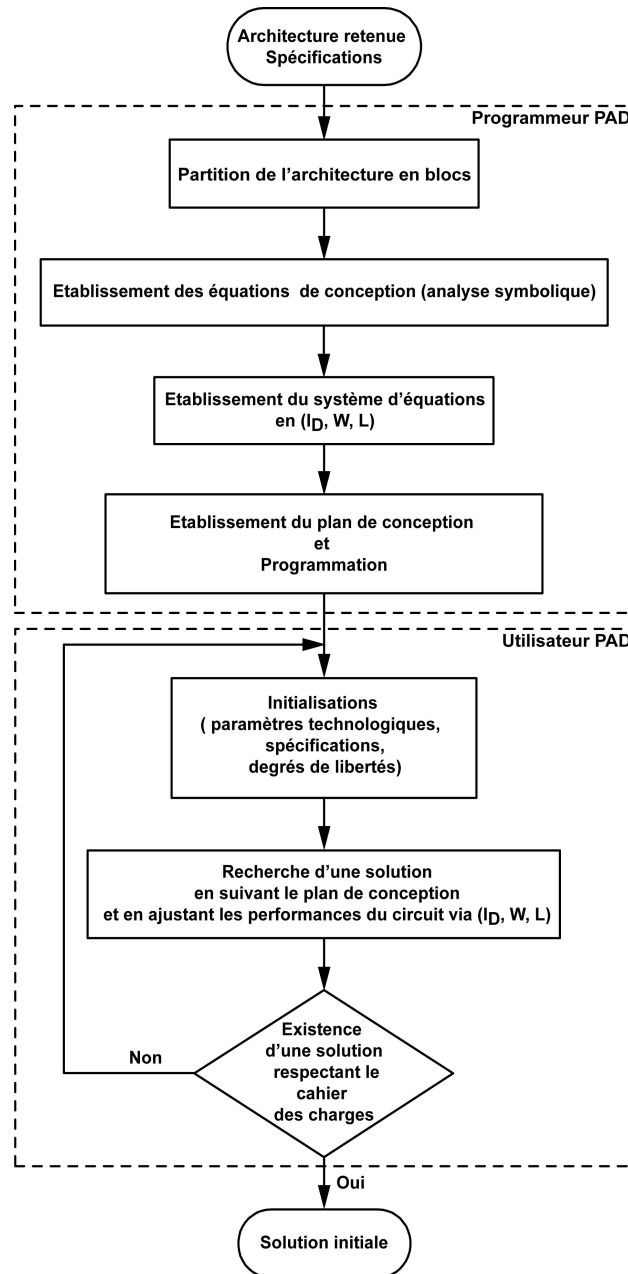 Architecture retenue
Spécifications
Programmeur PAD
Partition de l'architecture en blocs
Etablissement des équations de conception (analyse symbolique)
Etablissement du système d'équations
en (ID, W, L)
Etablissement du plan de conception
et
Programmation
Utilisateur PAD
Initialisations
( paramètres technologiques,
spécifications,
degrés de libertés)
Recherche d'une solution
en suivant le plan de conception
et en ajustant les performances du circuit via (ID, W, L)
Existence
d'une solution
respectant le
cahier
des charges
Non
Oui
Solution initiale